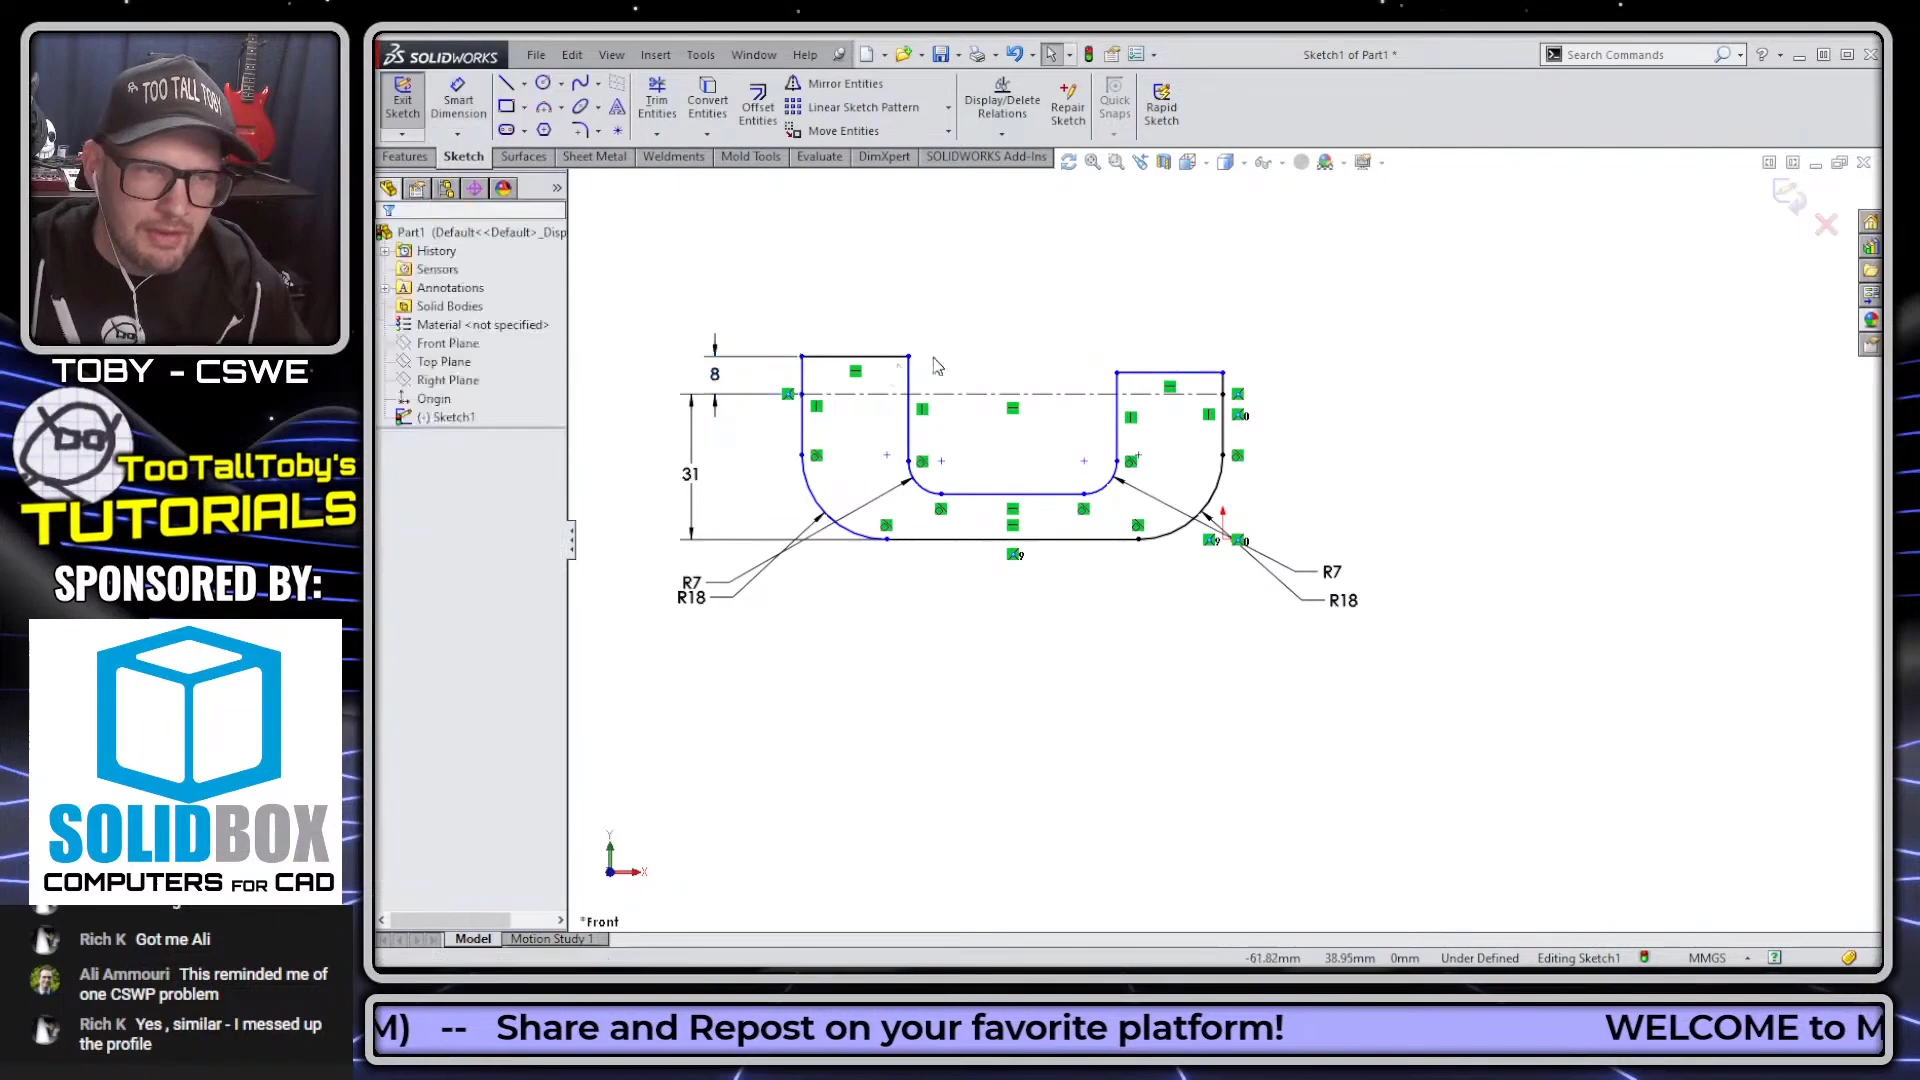 TOO TALL TOBY
TOBY - CSWE
TooTallToby's
TUTORIALS
SPONSORED BY:
SOLIDBOX
COMPUTERS FOR CAD
Rich K Got me Ali
Ali Ammouri This reminded me of
one CSWP problem
Rich K Yes , similar - I messed up
the profile
SOLIDWORKS
File Edit View Insert Tools Window Help
Sketch1 of Part1 *
Search Commands
Exit
Sketch
Smart
Dimension
Trim
Entities
Convert
Entities
Offset
Entities
Mirror Entities
Linear Sketch Pattern
Move Entities
Display/Delete
Relations
Repair
Sketch
Quick
Snaps
Rapid
Sketch
Features Sketch Surfaces Sheet Metal Weldments Mold Tools Evaluate DimXpert SOLIDWORKS Add-Ins
Part1 (Default<<Default>_Disp
History
Sensors
Annotations
Solid Bodies
Material <not specified>
Front Plane
Top Plane
Right Plane
Origin
(-) Sketch1
8
31
R7
R18
R7
R18
Y
X
*Front
Model Motion Study 1
-61.82mm 38.95mm 0mm Under Defined Editing Sketch1 MMGS
M) -- Share and Repost on your favorite platform! WELCOME to M